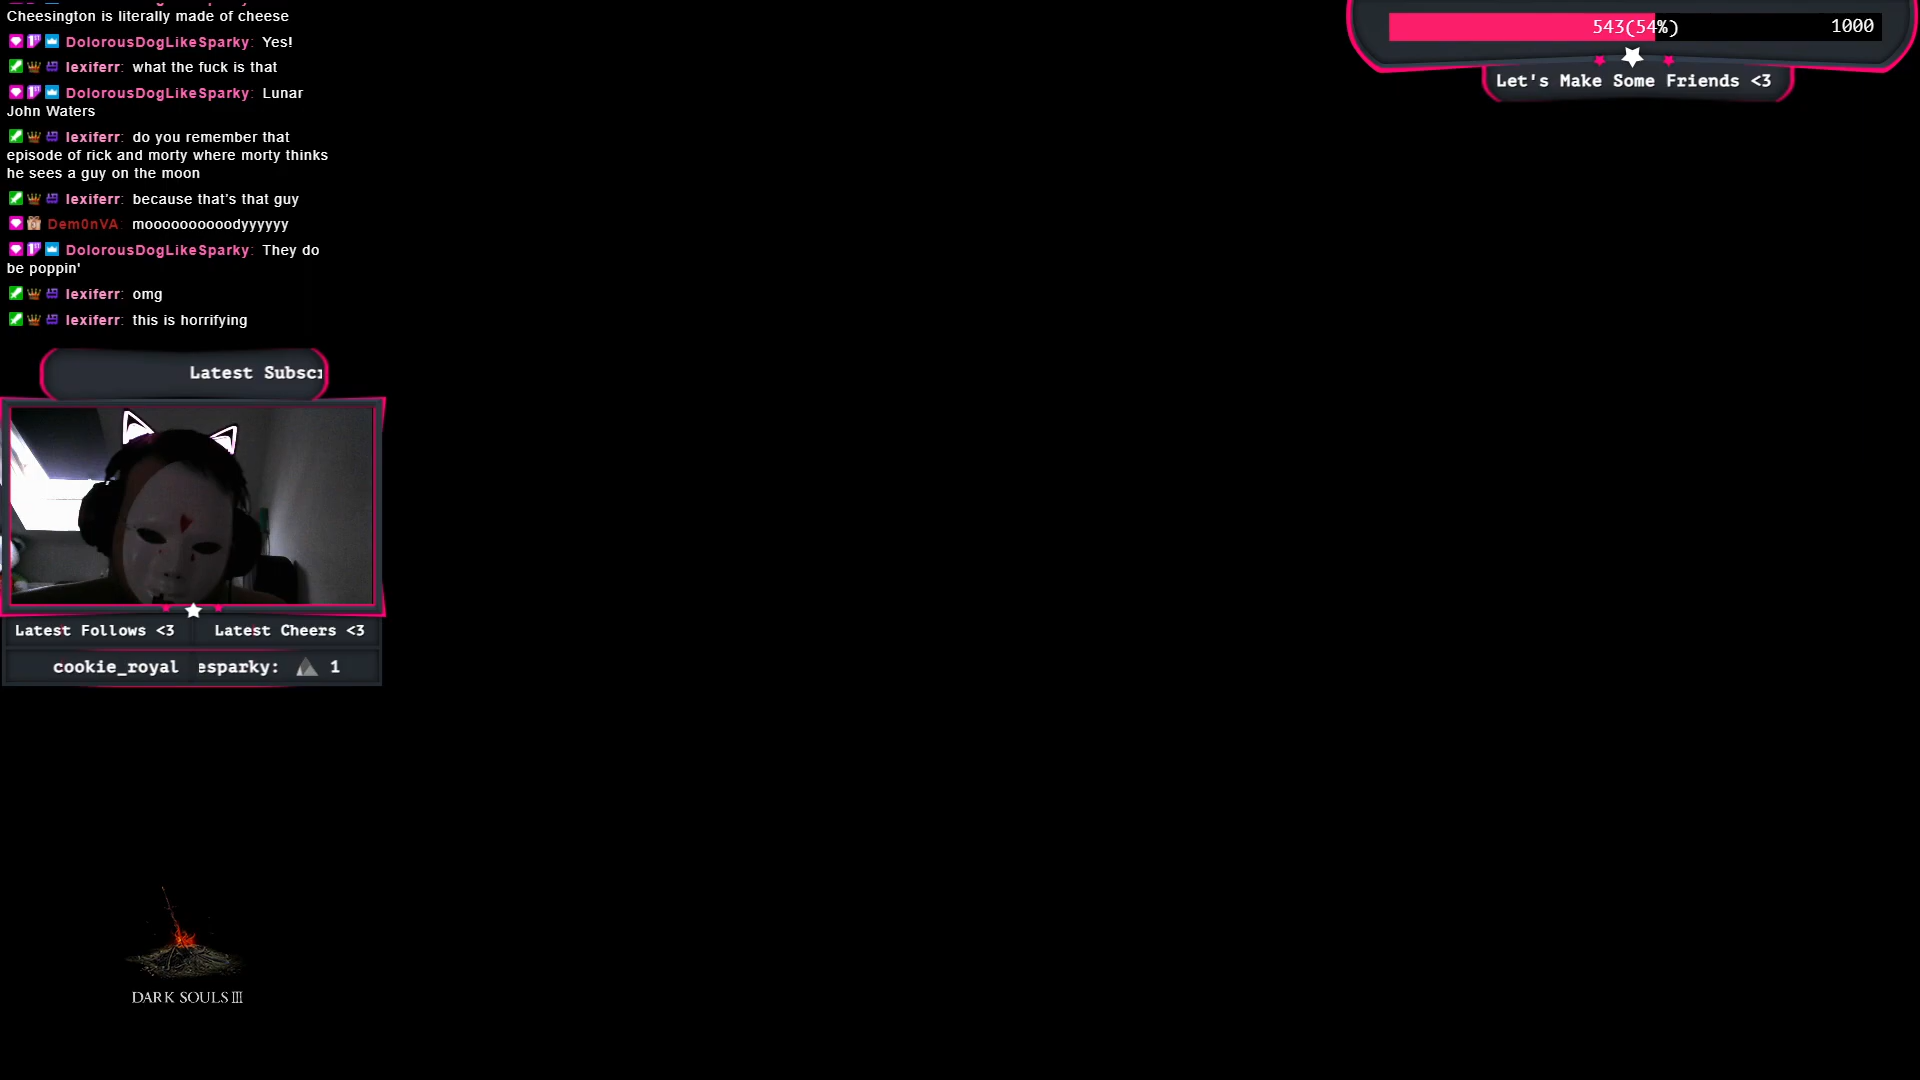 Cheesington is literally made of cheese
DolorousDogLikeSparky: Yes!
lexiferr: what the fuck is that
DolorousDogLikeSparky: Lunar
John Waters
lexiferr: do you remember that
episode of rick and morty where morty thinks
he sees a guy on the moon
lexiferr: because that's that guy
Dem0nVA: moooooooooodyyyyyy
DolorousDogLikeSparky: They do
be poppin'
lexiferr: omg
lexiferr: this is horrifying
543(54%)
1000
Let's Make Some Friends <3
Latest Subscr
Latest Follows <3
Latest Cheers <3
cookie_royal
esparky: 1
DARK SOULS III